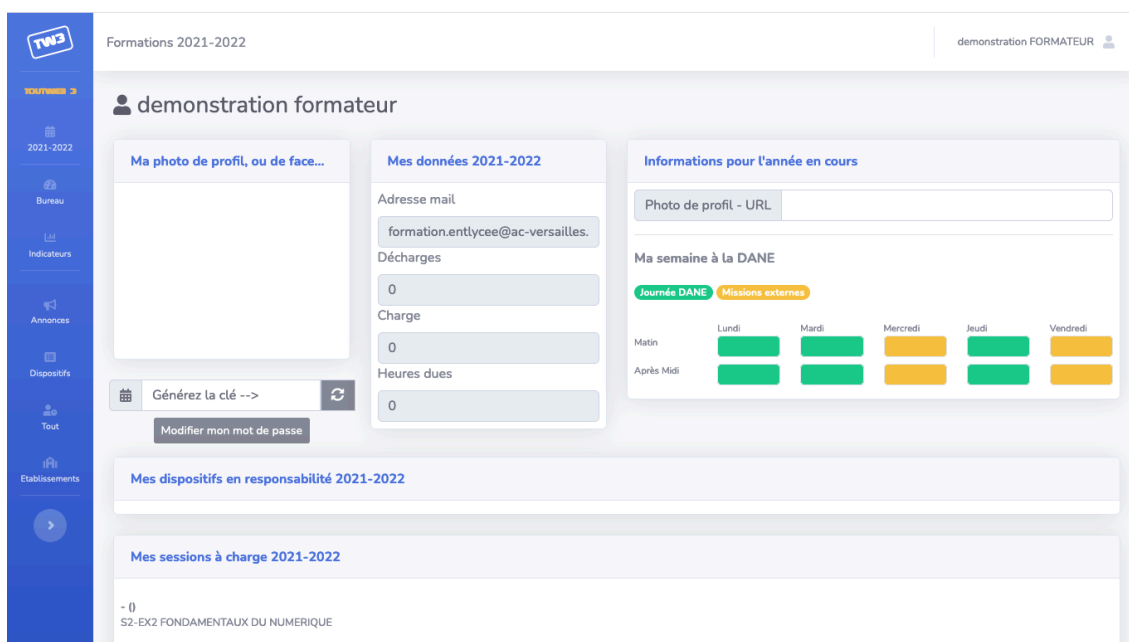 TW3
Formations 2021-2022
demonstration FORMATEUR
TOUTWEB 3
2021-2022
Bureau
Indicateurs
Annonces
Dispositifs
Tout
Etablissements
demonstration formateur
Ma photo de profil, ou de face...
Générez la clé -->
Modifier mon mot de passe
Mes données 2021-2022
Adresse mail
formation.entlycee@ac-versailles.
Décharges
0
Charge
0
Heures dues
0
Informations pour l'année en cours
Photo de profil - URL
Ma semaine à la DANE
Journée DANE Missions externes
Lundi Mardi Mercredi Jeudi Vendredi
Matin
Après Midi
Mes dispositifs en responsabilité 2021-2022
Mes sessions à charge 2021-2022
- ()
S2-EX2 FONDAMENTAUX DU NUMERIQUE